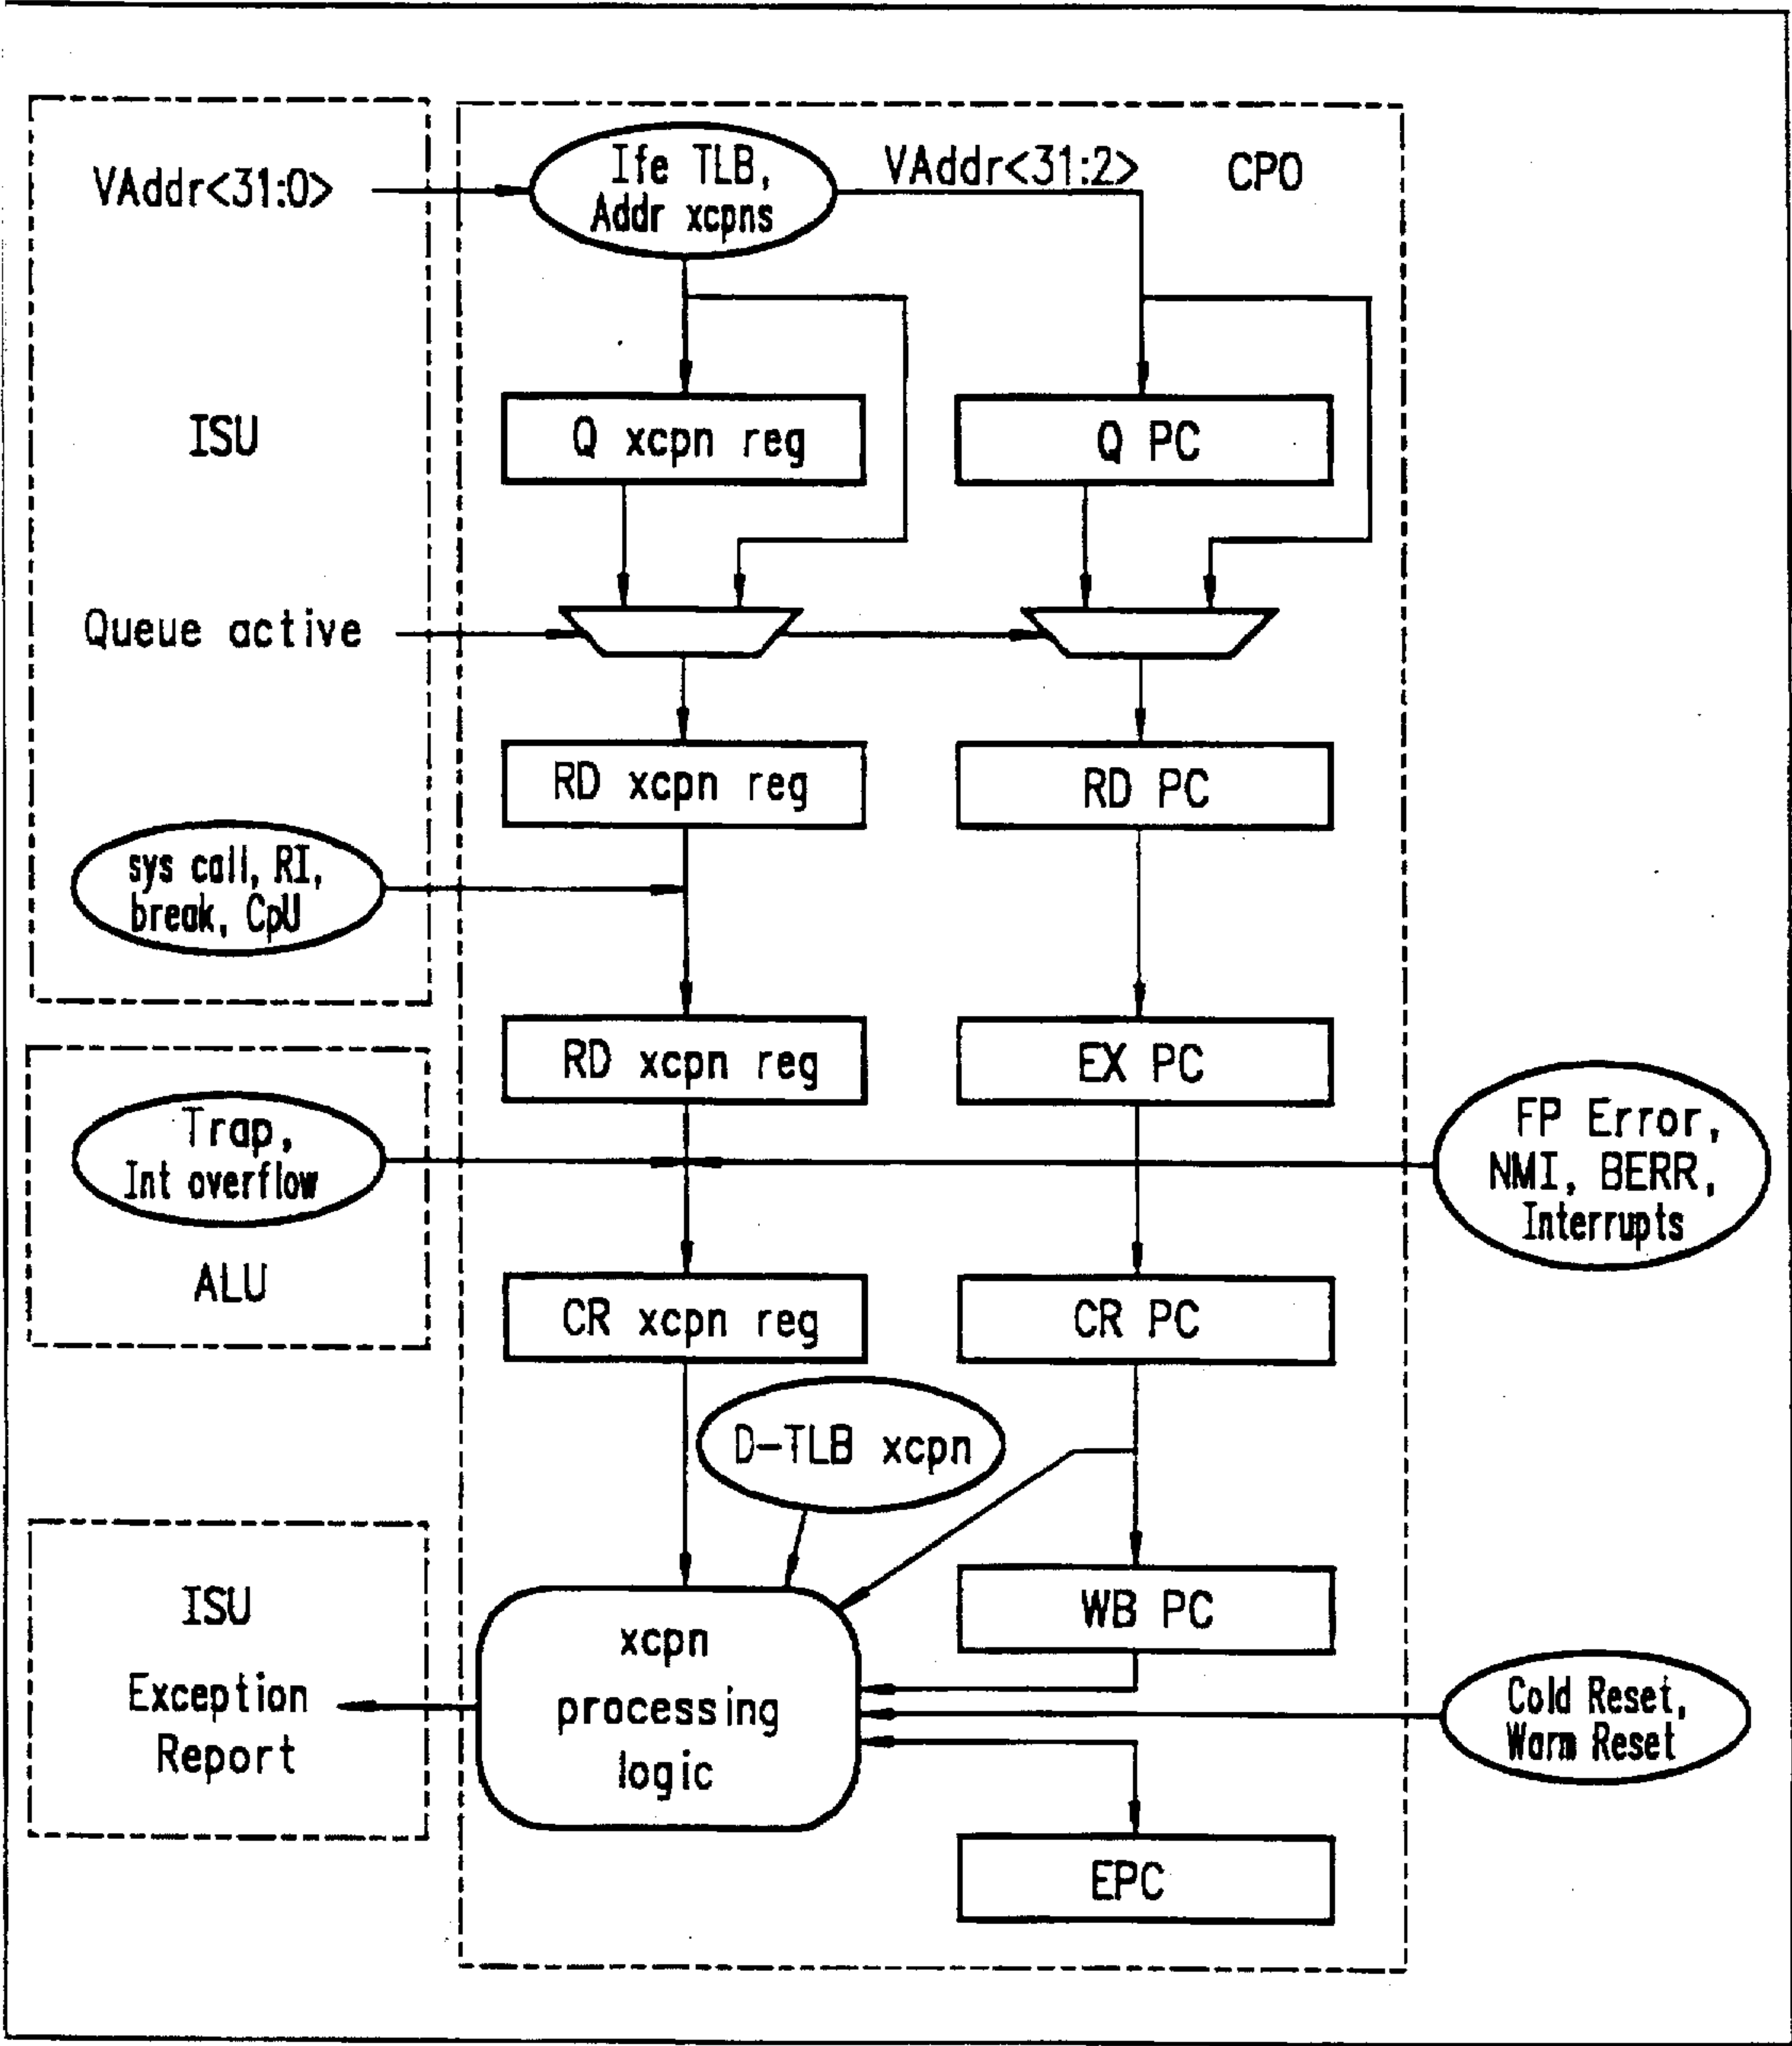 VAddr<31:0>
Ife TLB,
Addr xcpns
VAddr<31:2>
CPO
ISU
Q xcpn reg
Q PC
Queue active
RD xcpn reg
RD PC
sys call, RI,
break, CpU
RD xcpn reg
EX PC
Trap,
Int overflow
FP Error,
NMI, BERR,
Interrupts
ALU
CR xcpn reg
CR PC
D-TLB xcpn
ISU
Exception
Report
xcpn
processing
logic
WB PC
Cold Reset,
Warm Reset
EPC